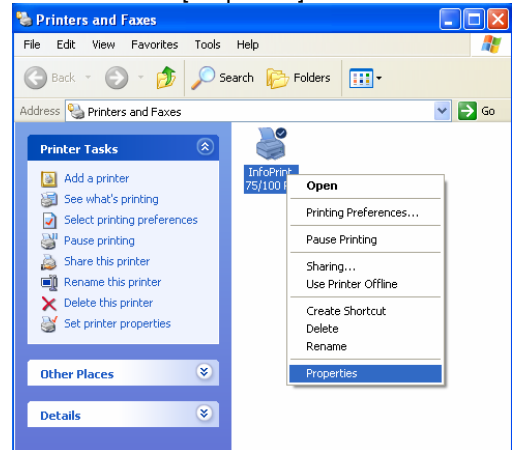 Printers and Faxes
File Edit View Favorites Tools Help
Back Search Folders
Address Printers and Faxes Go
Printer Tasks
Add a printer
See what's printing
Select printing preferences
Pause printing
Share this printer
Rename this printer
Delete this printer
Set printer properties
Other Places
Details
InfoPrint
75/100
Open
Printing Preferences...
Pause Printing
Sharing...
Use Printer Offline
Create Shortcut
Delete
Rename
Properties